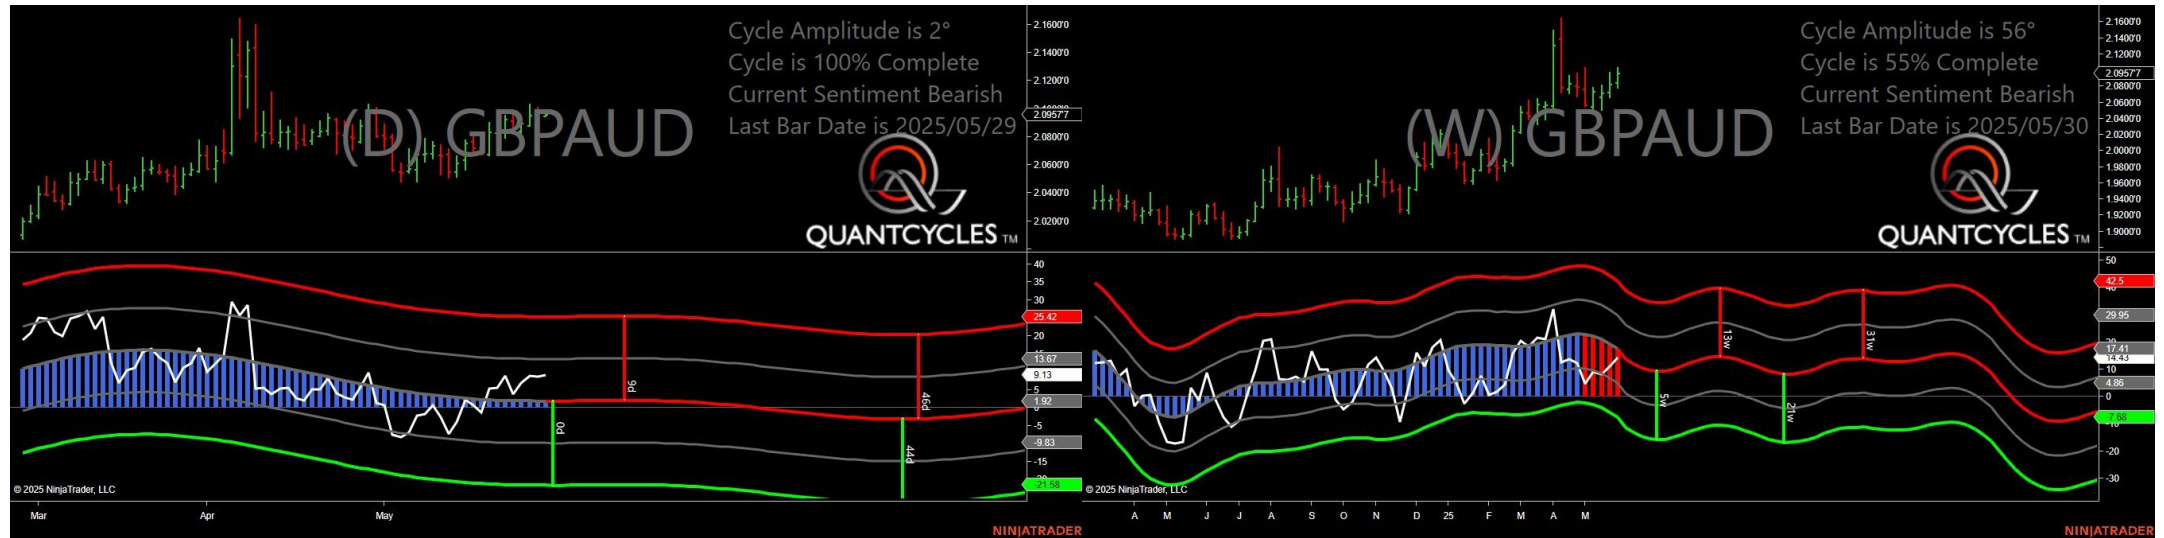 Cycle Amplitude is 2°
Cycle is 100% Complete
Current Sentiment Bearish
Last Bar Date is 2025/05/29
(D) GBPAUD
QUANTCYCLES TM
2.1600'0
2.1400'0
2.1200'0
2.0957'7
2.0800'0
2.0600'0
2.0400'0
2.0200'0
40
35
30
25.42
20
13.67
9.13
5
1.92
-5
-9.83
-15
-21.58
9d
46d
0d
44d
© 2025 NinjaTrader, LLC
Mar Apr May
NINJATRADER
Cycle Amplitude is 56°
Cycle is 55% Complete
Current Sentiment Bearish
Last Bar Date is 2025/05/30
(W) GBPAUD
QUANTCYCLES TM
2.1600'0
2.1400'0
2.1200'0
2.0957'7
2.0800'0
2.0600'0
2.0400'0
2.0200'0
2.0000'0
1.9800'0
1.9600'0
1.9400'0
1.9200'0
1.9000'0
50
42.5
29.95
17.41
14.43
10
4.86
0
-7.68
-20
-30
13w
31w
5w
21w
© 2025 NinjaTrader, LLC
A M J J A S O N D 25 F M A M
NINJATRADER